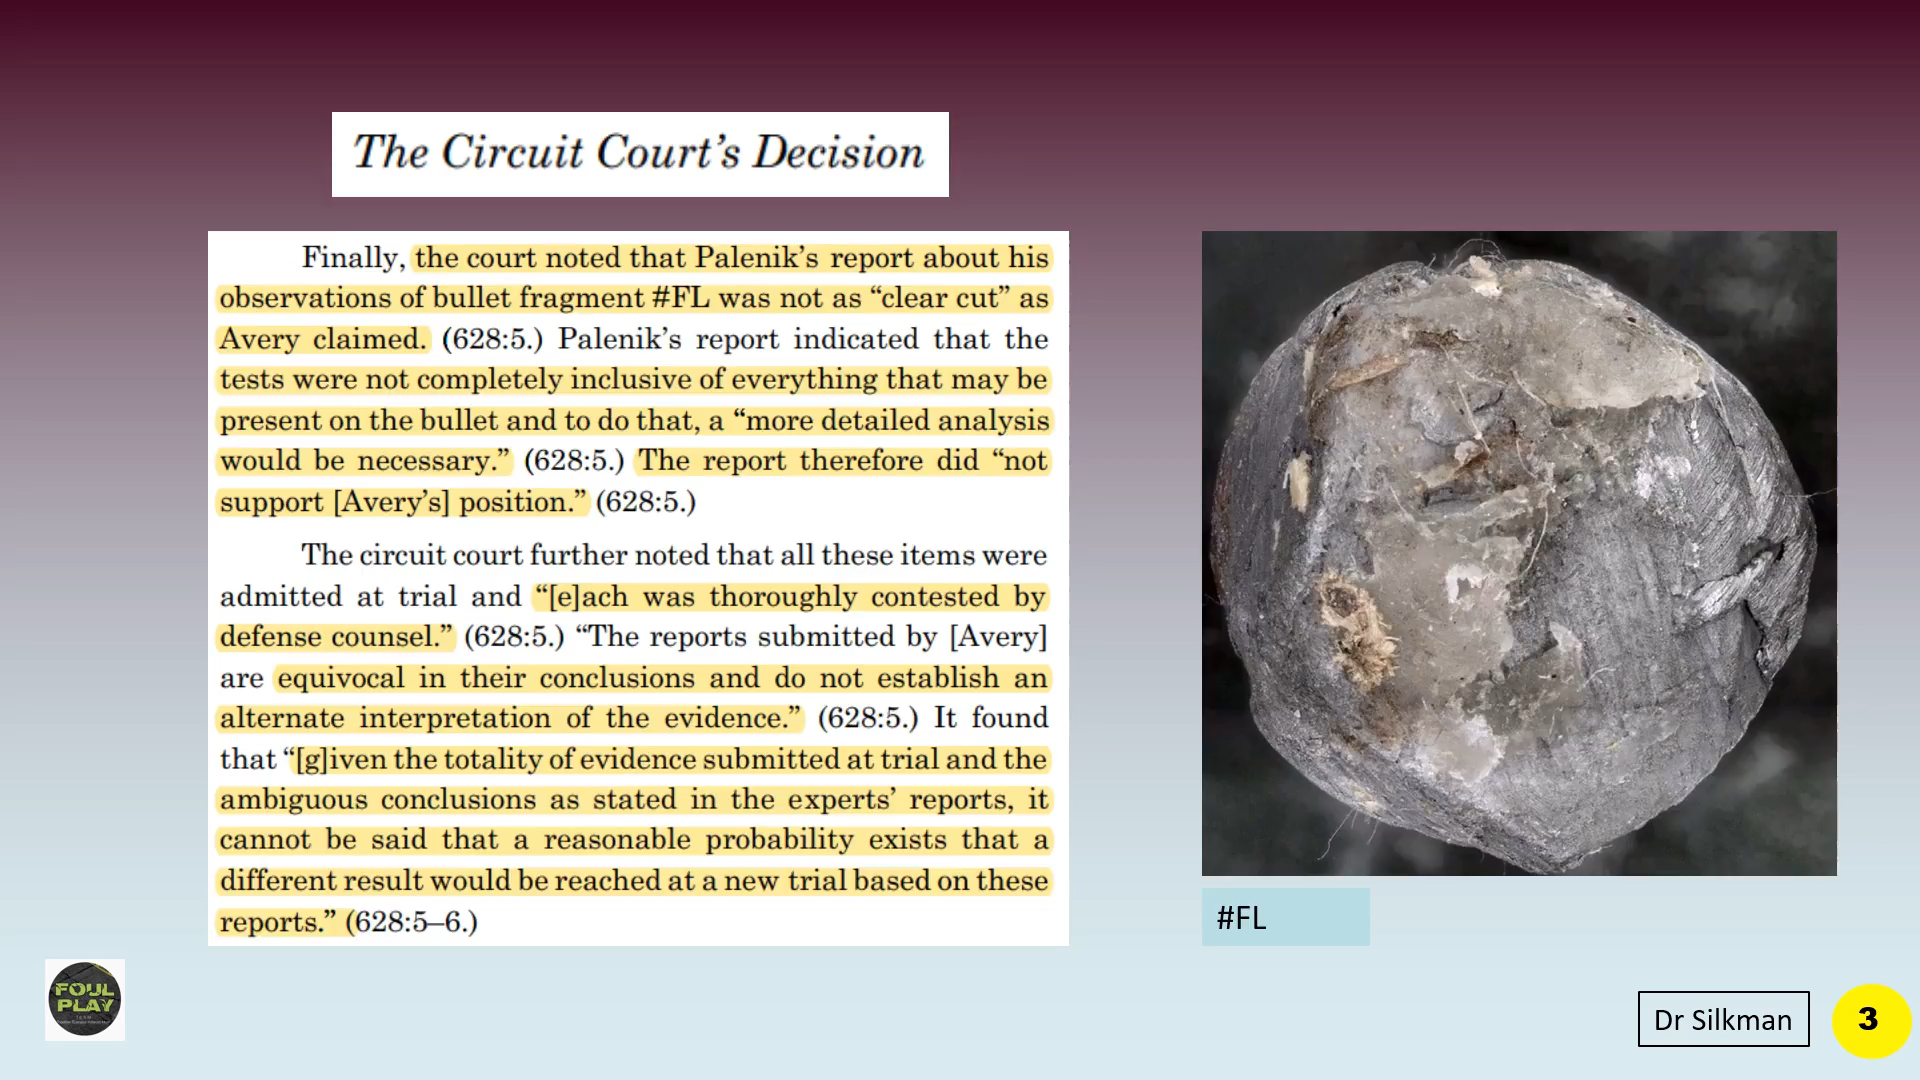 The Circuit Court’s Decision
Finally, the court noted that Palenik’s report about his
observations of bullet fragment #FL was not as “clear cut” as
Avery claimed. (628:5.) Palenik’s report indicated that the
tests were not completely inclusive of everything that may be
present on the bullet and to do that, a “more detailed analysis
would be necessary.” (628:5.) The report therefore did “not
support [Avery’s] position.” (628:5.)
The circuit court further noted that all these items were
admitted at trial and “[e]ach was thoroughly contested by
defense counsel.” (628:5.) “The reports submitted by [Avery]
are equivocal in their conclusions and do not establish an
alternate interpretation of the evidence.” (628:5.) It found
that “[g]iven the totality of evidence submitted at trial and the
ambiguous conclusions as stated in the experts’ reports, it
cannot be said that a reasonable probability exists that a
different result would be reached at a new trial based on these
reports.” (628:5–6.)
#FL
FOUL
PLAY
Dr Silkman
3